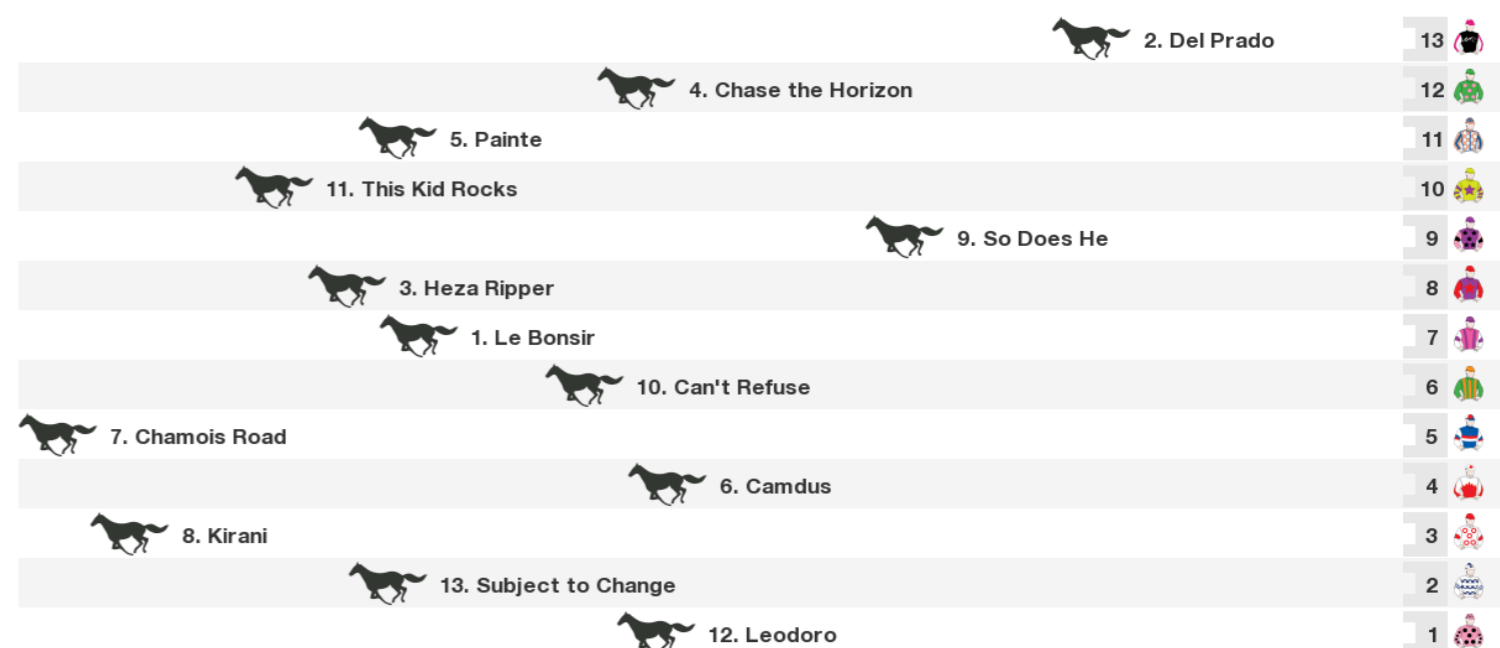 2. Del Prado 13
4. Chase the Horizon 12
5. Painte 11
11. This Kid Rocks 10
9. So Does He 9
3. Heza Ripper 8
1. Le Bonsir 7
10. Can't Refuse 6
7. Chamois Road 5
6. Camdus 4
8. Kirani 3
13. Subject to Change 2
12. Leodoro 1